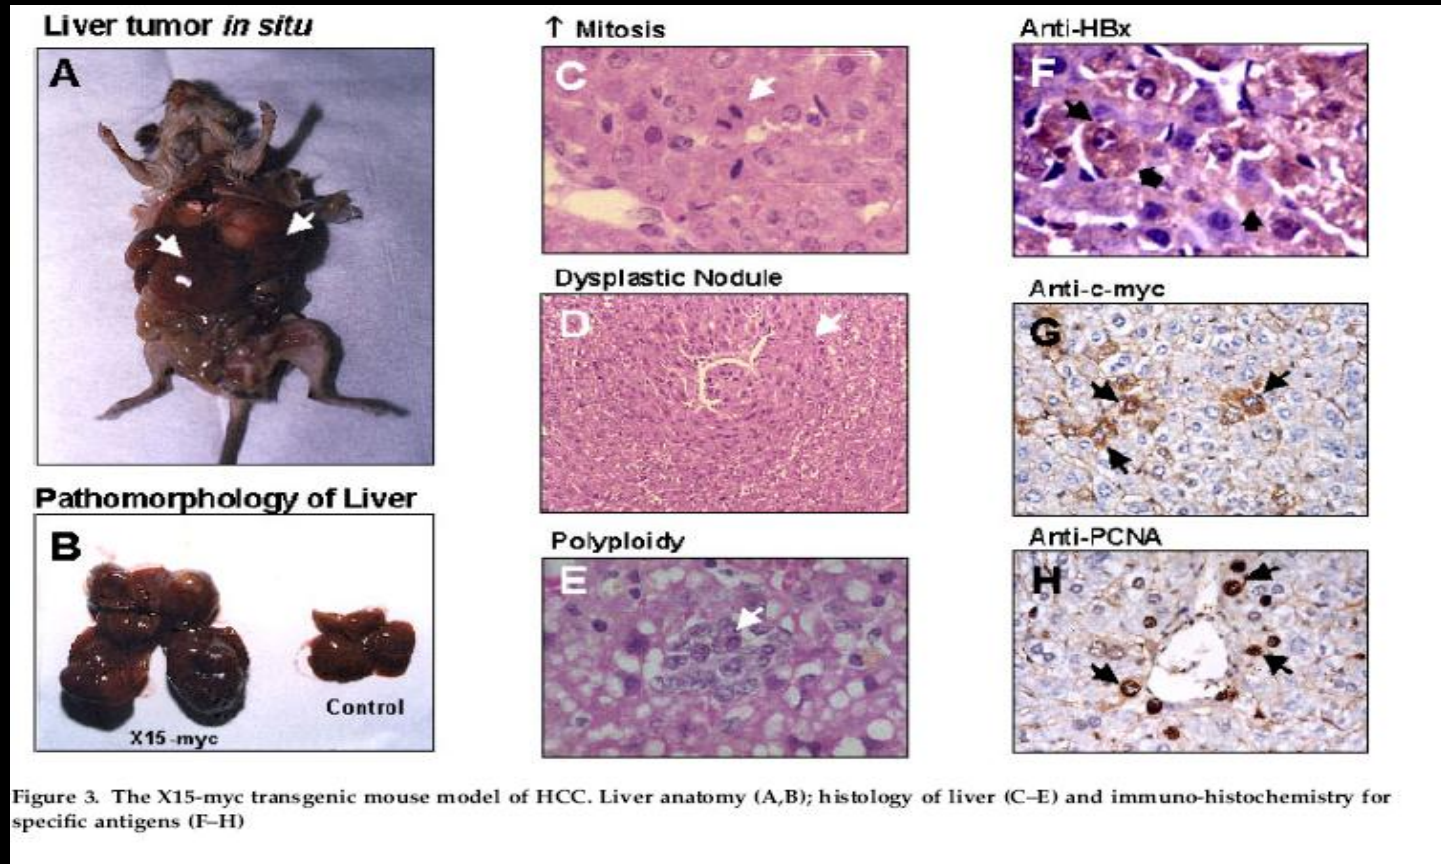 Liver tumor in situ
A
Pathomorphology of Liver
B
X15-myc
Control
↑ Mitosis
C
Dysplastic Nodule
D
Polyploidy
E
Anti-HBx
F
Anti-c-myc
G
Anti-PCNA
H
Figure 3. The X15-myc transgenic mouse model of HCC. Liver anatomy (A,B); histology of liver (C–E) and immuno-histochemistry for
specific antigens (F–H)